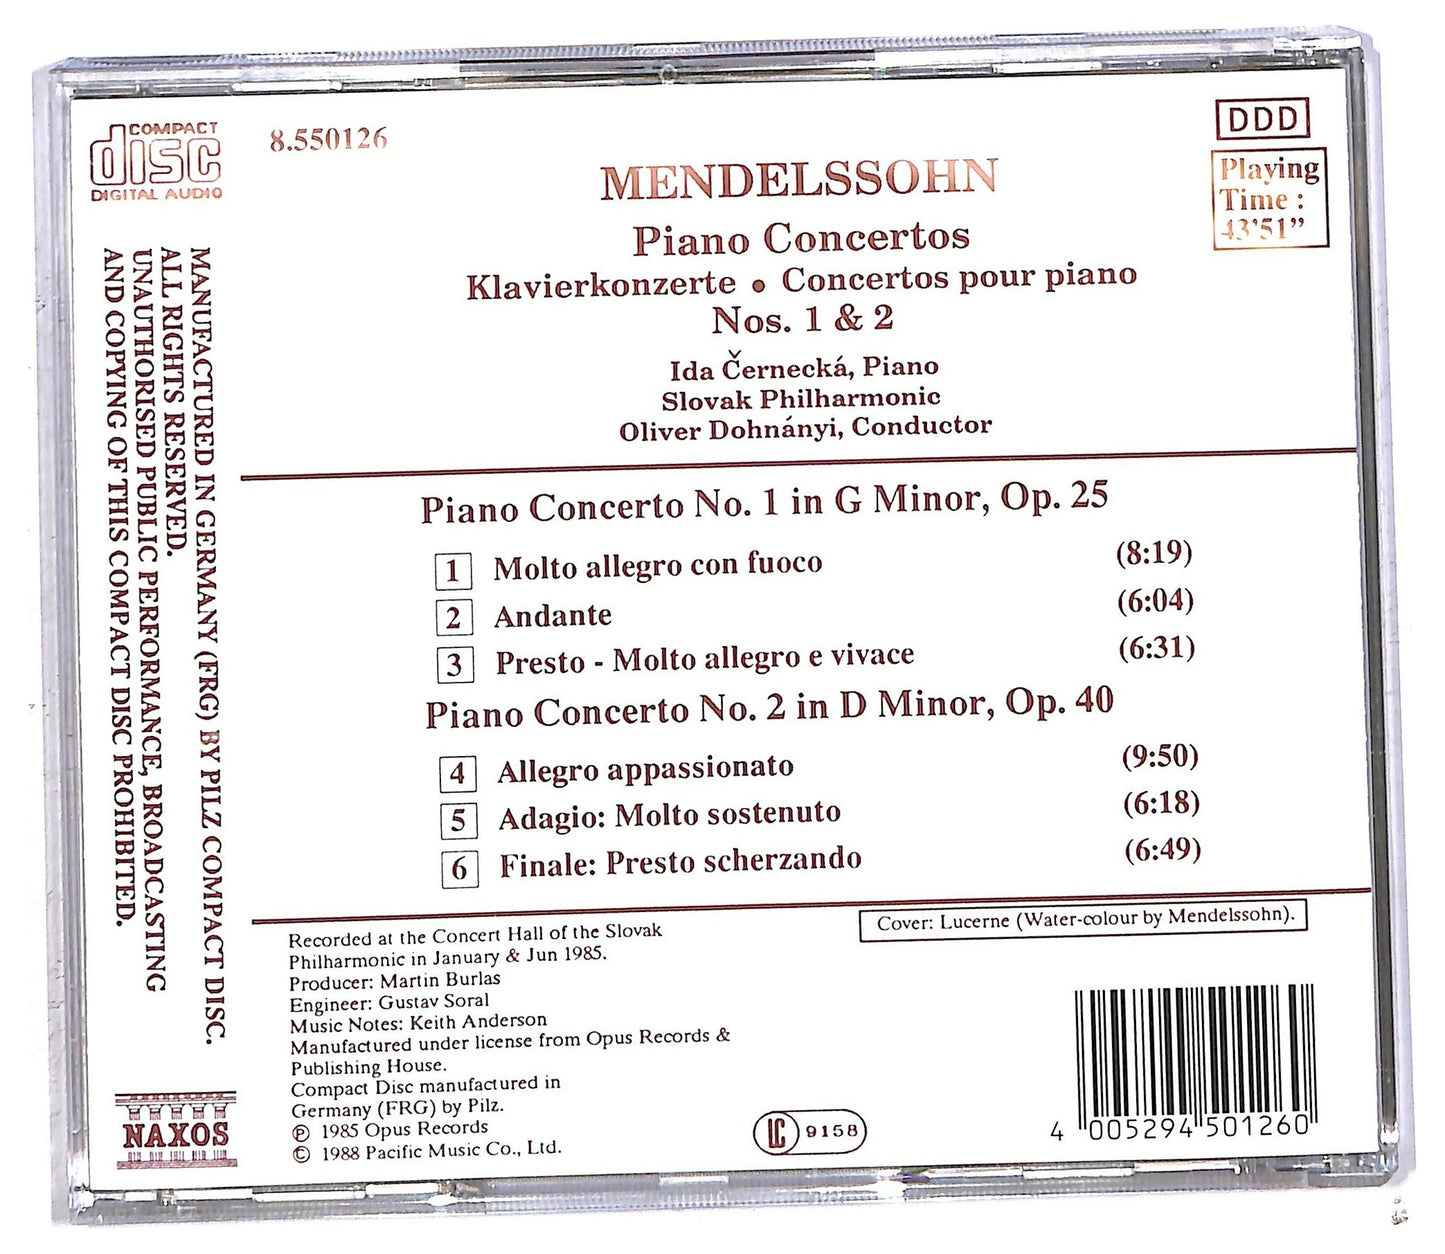 COMPACT
disc
DIGITAL AUDIO
8.550126
DDD
Playing
Time :
43'51”
MENDELSSOHN
Piano Concertos
Klavierkonzerte • Concertos pour piano
Nos. 1 & 2
Ida Černecká, Piano
Slovak Philharmonic
Oliver Dohnányi, Conductor
MANUFACTURED IN GERMANY (FRG) BY PILZ COMPACT DISC.
ALL RIGHTS RESERVED.
UNAUTHORISED PUBLIC PERFORMANCE, BROADCASTING
AND COPYING OF THIS COMPACT DISC PROHIBITED.
Piano Concerto No. 1 in G Minor, Op. 25
1 Molto allegro con fuoco (8:19)
2 Andante (6:04)
3 Presto - Molto allegro e vivace (6:31)
Piano Concerto No. 2 in D Minor, Op. 40
4 Allegro appassionato (9:50)
5 Adagio: Molto sostenuto (6:18)
6 Finale: Presto scherzando (6:49)
Cover: Lucerne (Water-colour by Mendelssohn).
Recorded at the Concert Hall of the Slovak
Philharmonic in January & Jun 1985.
Producer: Martin Burlas
Engineer: Gustav Soral
Music Notes: Keith Anderson
Manufactured under license from Opus Records &
Publishing House.
Compact Disc manufactured in
Germany (FRG) by Pilz.
℗ 1985 Opus Records
© 1988 Pacific Music Co., Ltd.
NAXOS
LC 9158
4 005294 501260